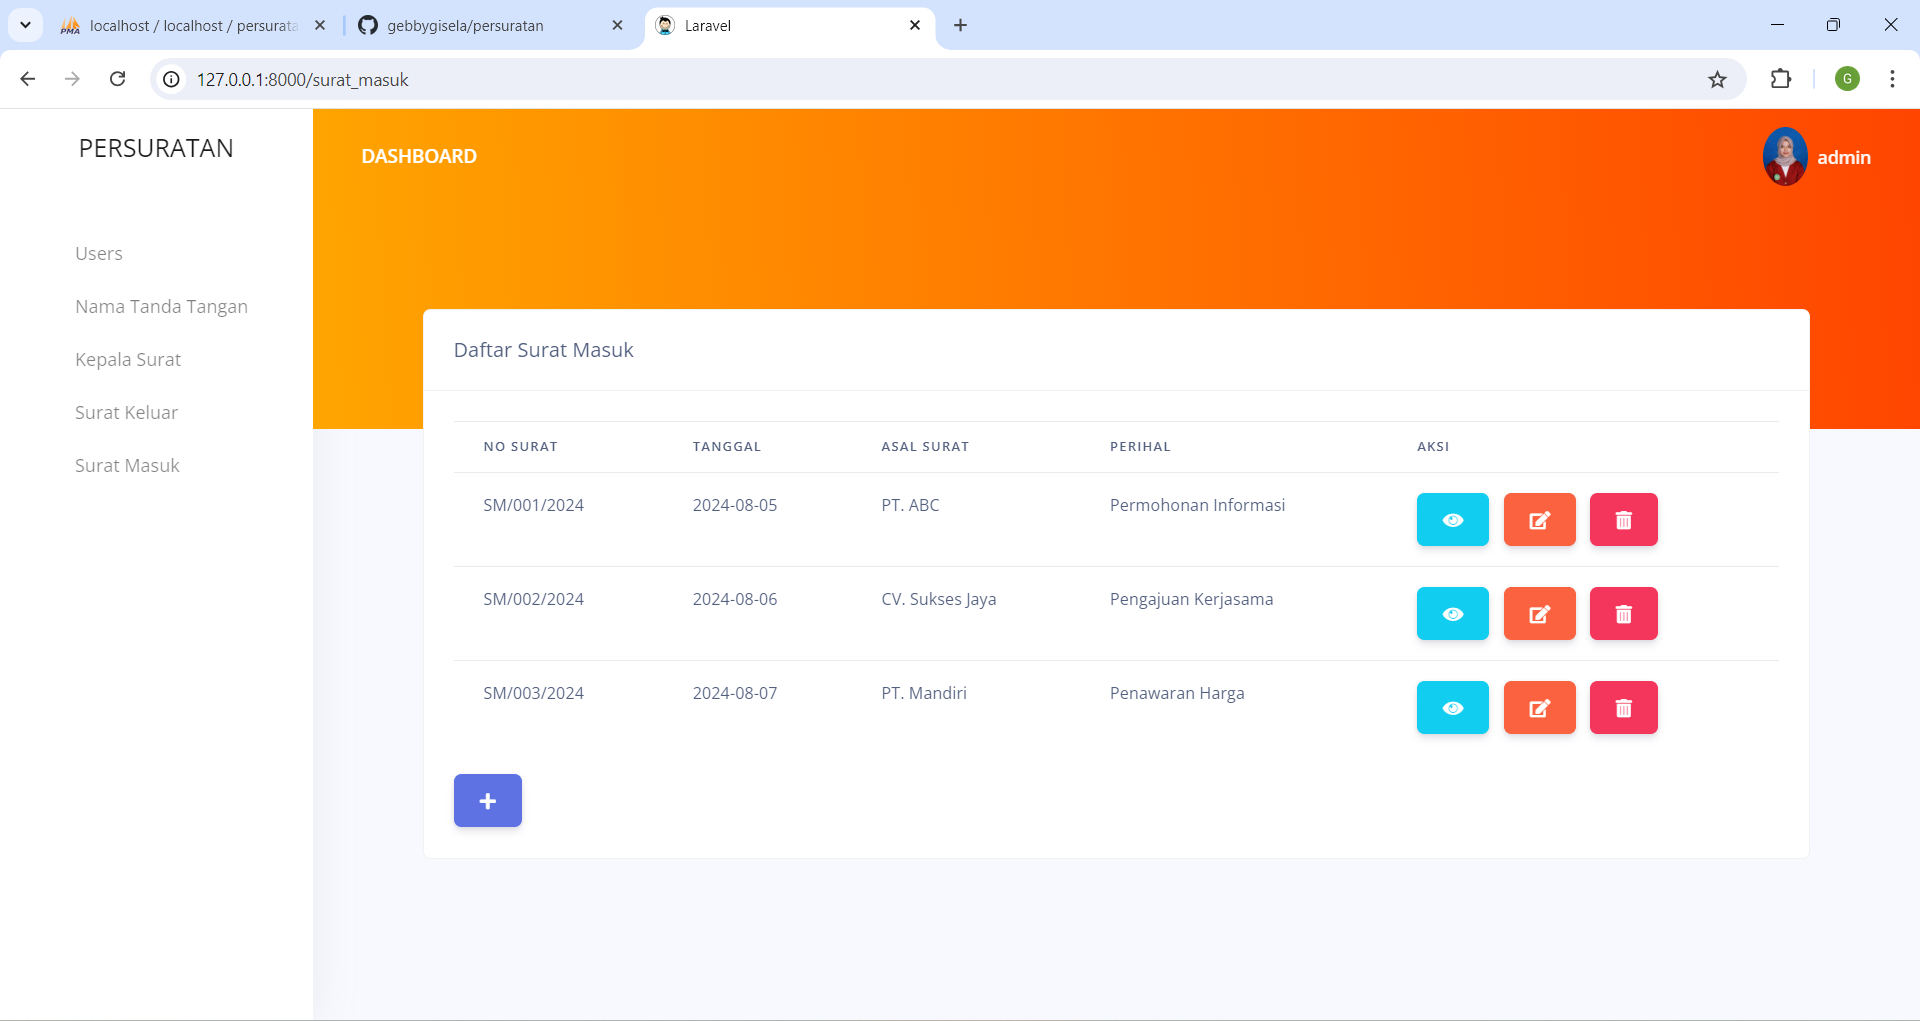 localhost / localhost / persurata
gebbygisela/persuratan
Laravel
127.0.0.1:8000/surat_masuk
G
PERSURATAN
DASHBOARD
admin
Users
Nama Tanda Tangan
Kepala Surat
Surat Keluar
Surat Masuk
Daftar Surat Masuk
NO SURAT TANGGAL ASAL SURAT PERIHAL AKSI
SM/001/2024 2024-08-05 PT. ABC Permohonan Informasi
SM/002/2024 2024-08-06 CV. Sukses Jaya Pengajuan Kerjasama
SM/003/2024 2024-08-07 PT. Mandiri Penawaran Harga